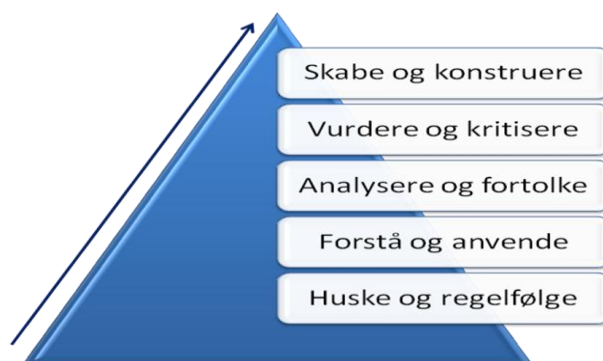 Skabe og konstruere
Vurdere og kritisere
Analysere og fortolke
Forstå og anvende
Huske og regelfølge